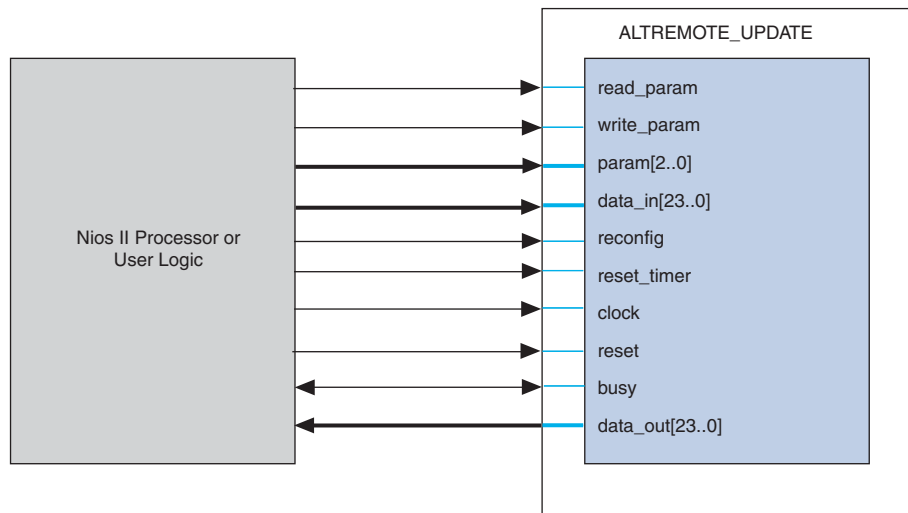 ALTREMOTE_UPDATE
Nios II Processor or
User Logic
read_param
write_param
param[2..0]
data_in[23..0]
reconfig
reset_timer
clock
reset
busy
data_out[23..0]